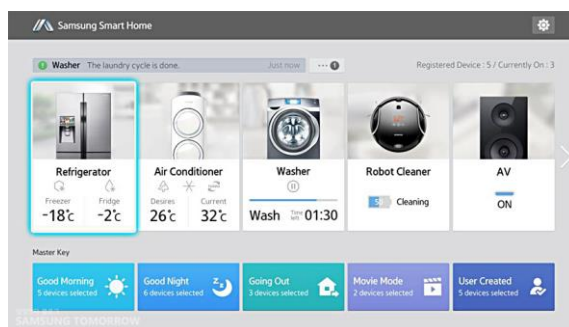 Samsung Smart Home
Washer The laundry cycle is done. Just now
Registered Device : 5 / Currently On : 3
Refrigerator
Freezer Fridge
-18°c -2°c
Air Conditioner
Desires Current
26°c 32°c
Washer
Wash Time left 01:30
Robot Cleaner
Cleaning
AV
ON
Master Key
Good Morning
5 devices selected
Good Night
6 devices selected
Going Out
3 devices selected
Movie Mode
2 devices selected
User Created
5 devices selected
SAMSUNG TOMORROW